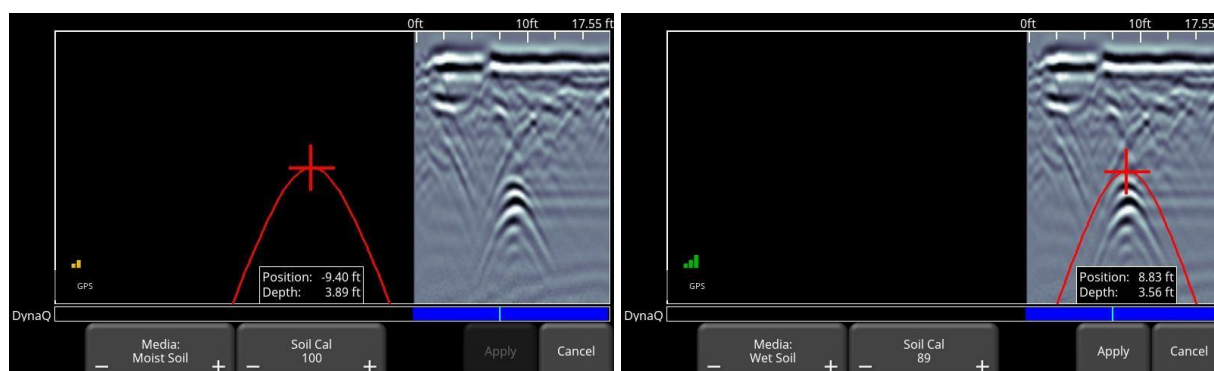 0ft 10ft 17.55 ft
GPS
Position: -9.40 ft
Depth: 3.89 ft
DynaQ
Media:
Moist Soil
− +
Soil Cal
100
− +
Apply
Cancel
0ft 10ft 17.55
GPS
Position: 8.83 ft
Depth: 3.56 ft
DynaQ
Media:
Wet Soil
− +
Soil Cal
89
− +
Apply
Cancel